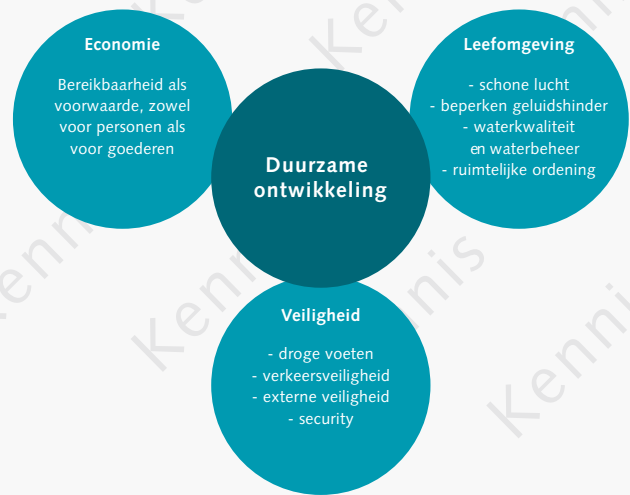 Economie
Bereikbaarheid als
voorwaarde, zowel
voor personen als
voor goederen
Leefomgeving
- schone lucht
- beperken geluidshinder
- waterkwaliteit
en waterbeheer
- ruimtelijke ordening
Duurzame
ontwikkeling
Veiligheid
- droge voeten
- verkeersveiligheid
- externe veiligheid
- security
Kennis